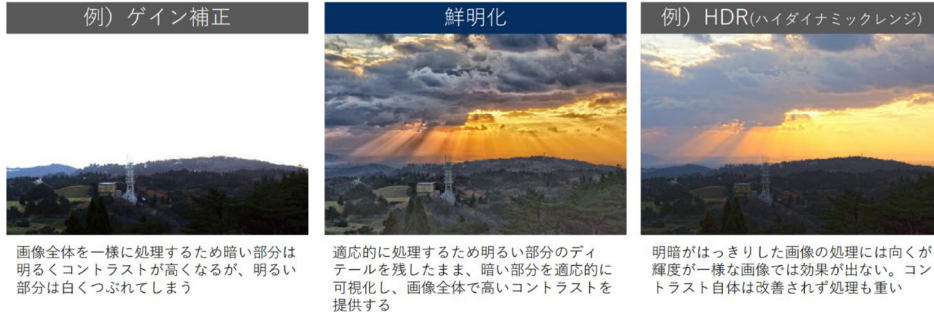 例）ゲイン補正
鮮明化
例）HDR(ハイダイナミックレンジ)
画像全体を一様に処理するため暗い部分は
明るくコントラストが高くなるが、明るい
部分は白くつぶれてしまう
適応的に処理するため明るい部分のディ
テールを残したまま、暗い部分を適応的に
可視化し、画像全体で高いコントラストを
提供する
明暗がはっきりした画像の処理には向くが
輝度が一様な画像では効果が出ない。コン
トラスト自体は改善されず処理も重い